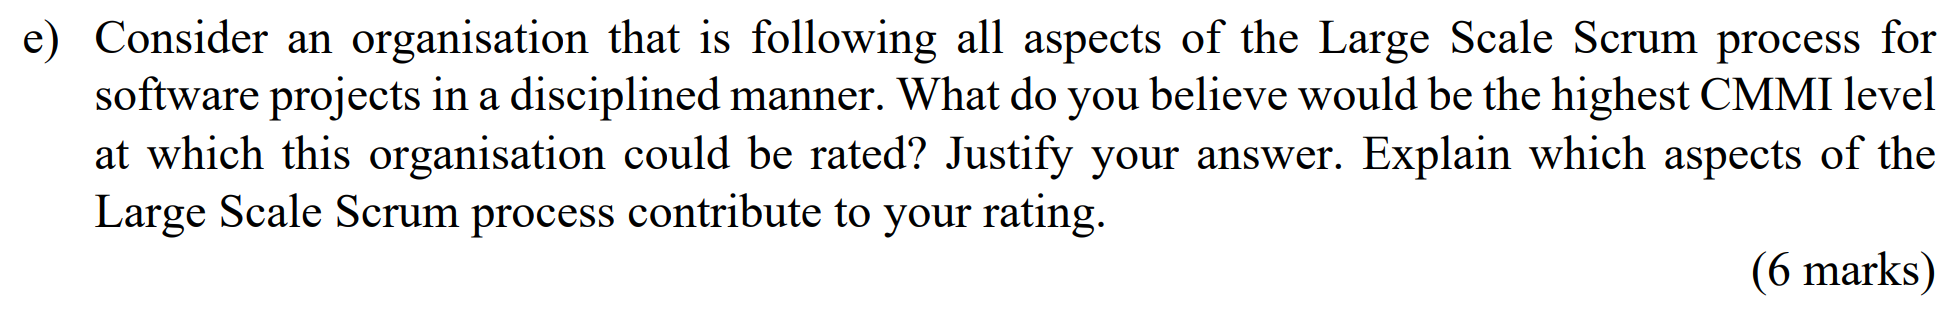 e) Consider an organisation that is following all aspects of the Large Scale Scrum process for
software projects in a disciplined manner. What do you believe would be the highest CMMI level
at which this organisation could be rated? Justify your answer. Explain which aspects of the
Large Scale Scrum process contribute to your rating.
(6 marks)